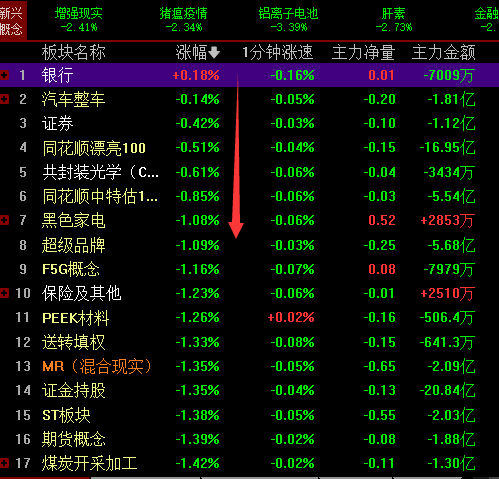 新兴 增强现实 猪瘟疫情 铝离子电池 肝素 金融
概念 -2.41% -2.34% -3.39% -2.73% -2.
板块名称 涨幅 1分钟涨速 主力净量 主力金额
1 银行 +0.18% -0.16% 0.01 -7009万
2 汽车整车 -0.14% -0.05% -0.20 -1.81亿
3 证券 -0.42% -0.03% -0.10 -1.12亿
4 同花顺漂亮100 -0.51% -0.04% -0.15 -16.95亿
5 共封装光学（C... -0.61% -0.06% -0.04 -3434万
6 同花顺中特估1... -0.85% -0.06% -0.03 -5.54亿
7 黑色家电 -1.08% -0.06% 0.52 +2853万
8 超级品牌 -1.09% -0.03% -0.25 -5.68亿
9 F5G概念 -1.16% -0.07% 0.08 -7979万
10 保险及其他 -1.23% -0.06% -0.01 +2510万
11 PEEK材料 -1.26% +0.02% -0.16 -506.4万
12 送转填权 -1.33% -0.08% -0.15 -641.3万
13 MR（混合现实） -1.35% -0.05% -0.65 -2.09亿
14 证金持股 -1.35% -0.04% -0.13 -20.84亿
15 ST板块 -1.38% -0.05% -0.55 -2.03亿
16 期货概念 -1.39% -0.02% -0.08 -1.88亿
17 煤炭开采加工 -1.42% -0.02% -0.11 -1.30亿